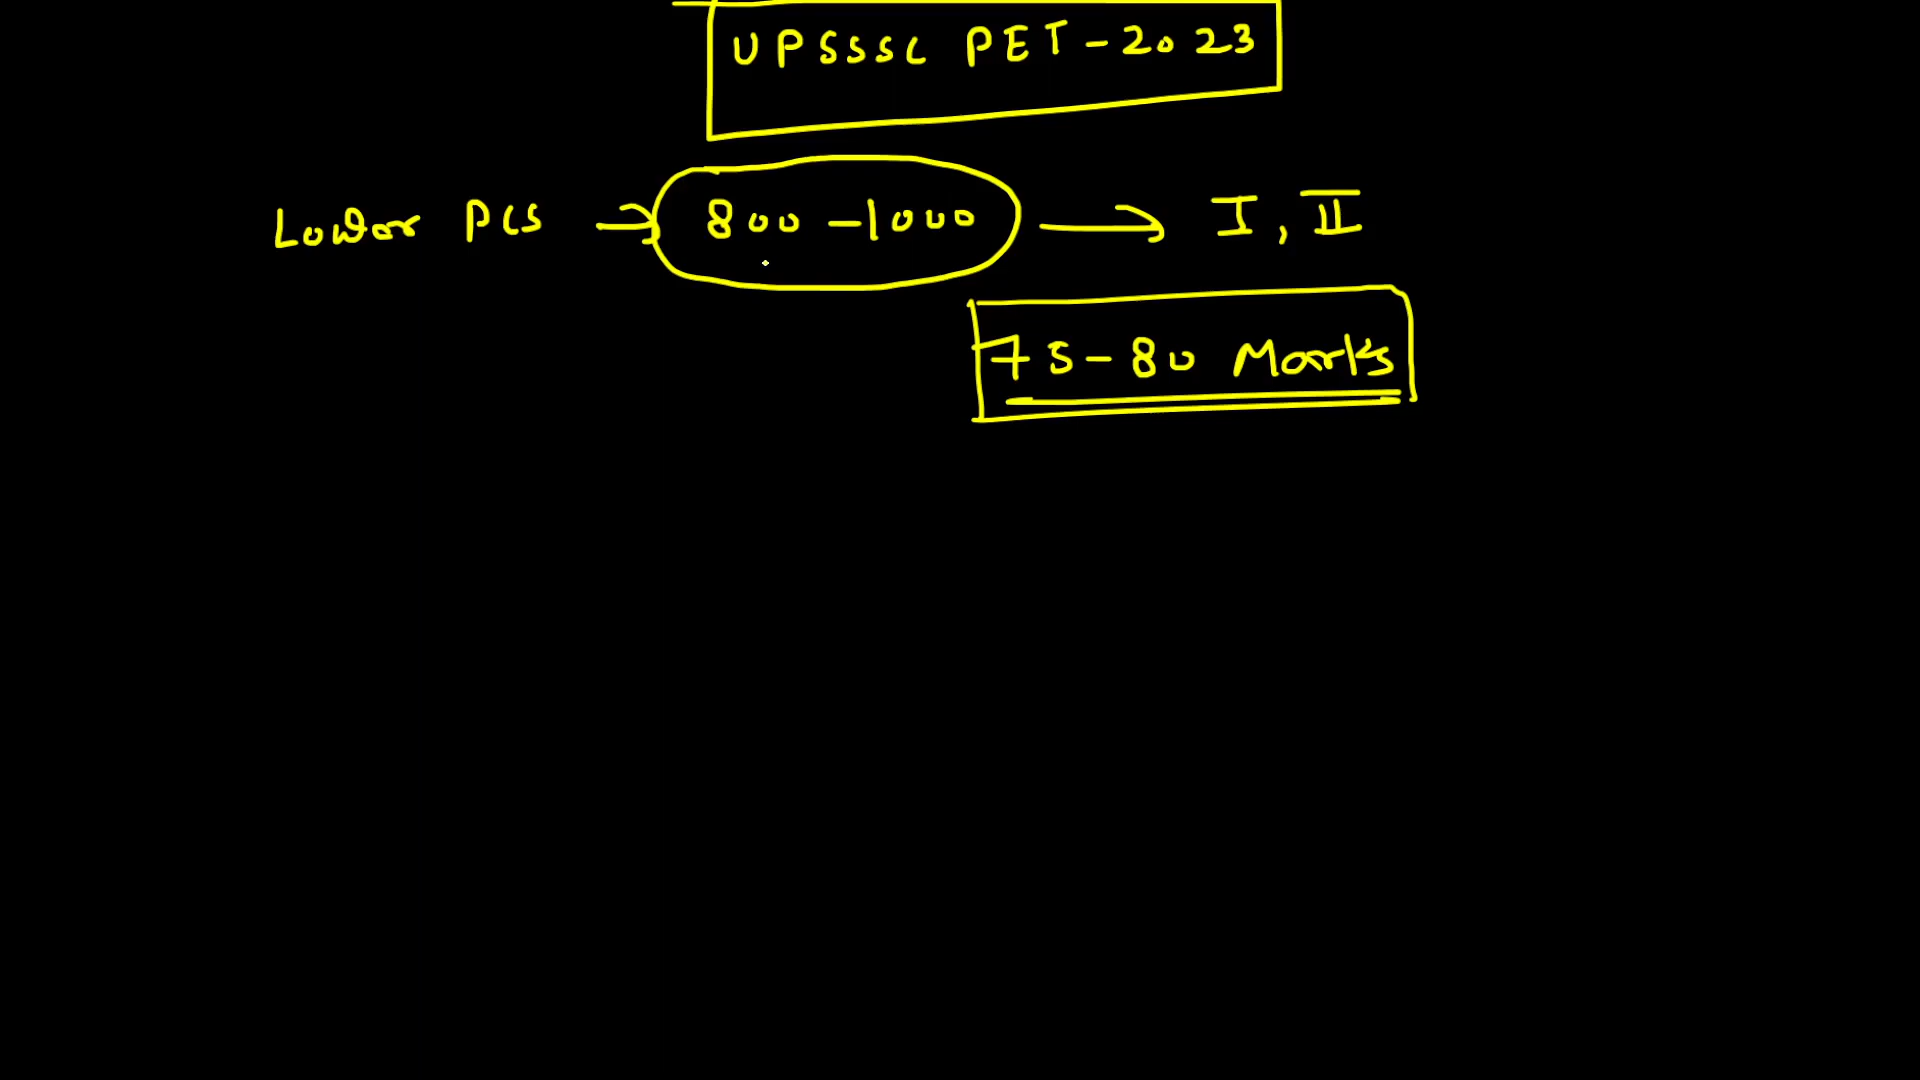 UPSSSC PET-2023
Lower PCS → 800-1000 → I, II
75-80 Marks